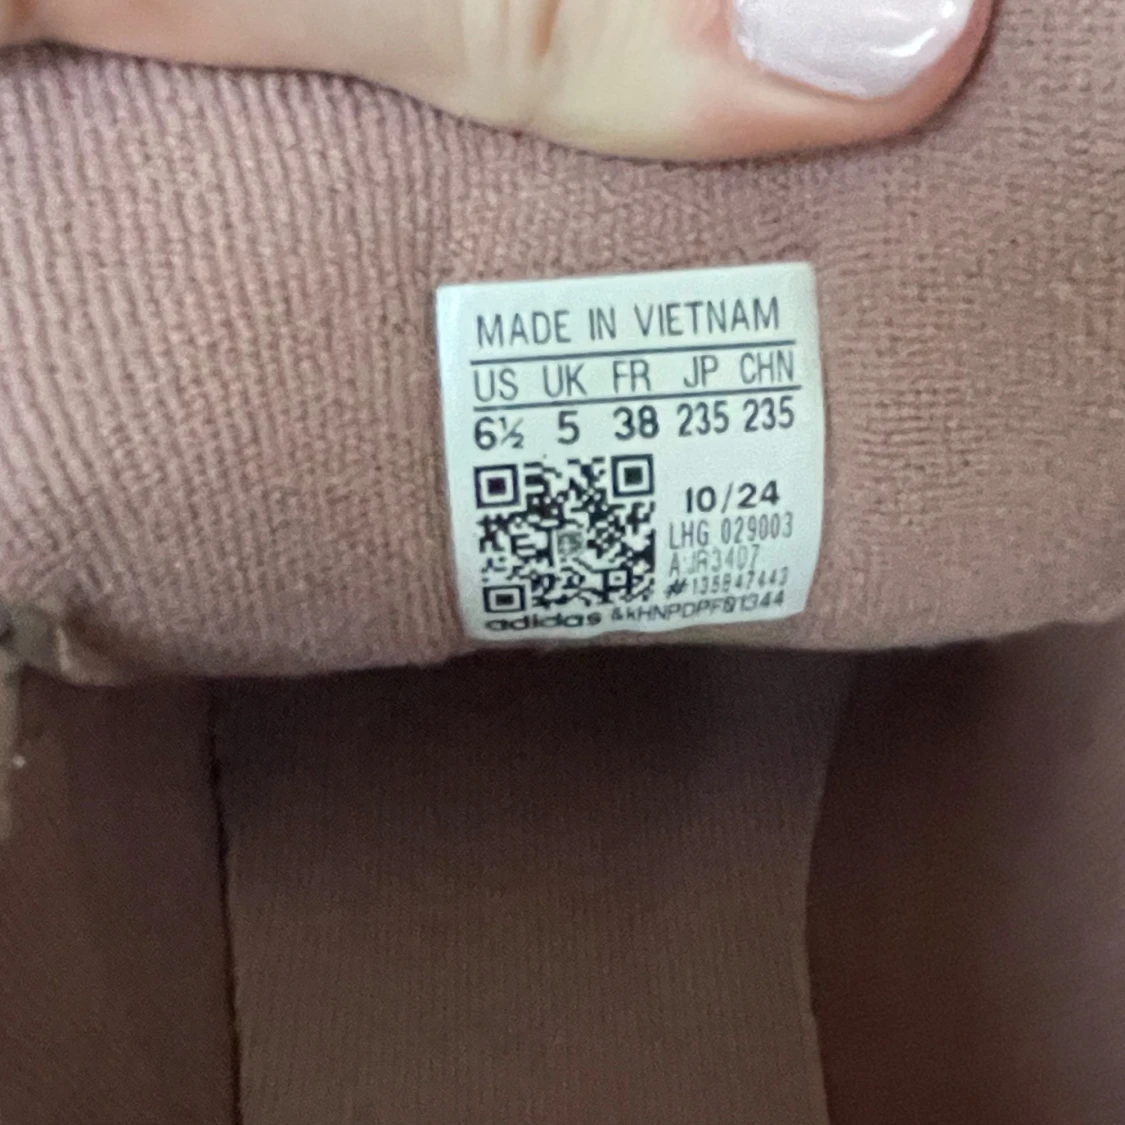 MADE IN VIETNAM
US UK FR JP CHN
6½ 5 38 235 235
10/24
LHG 029003
#135847443
adidas